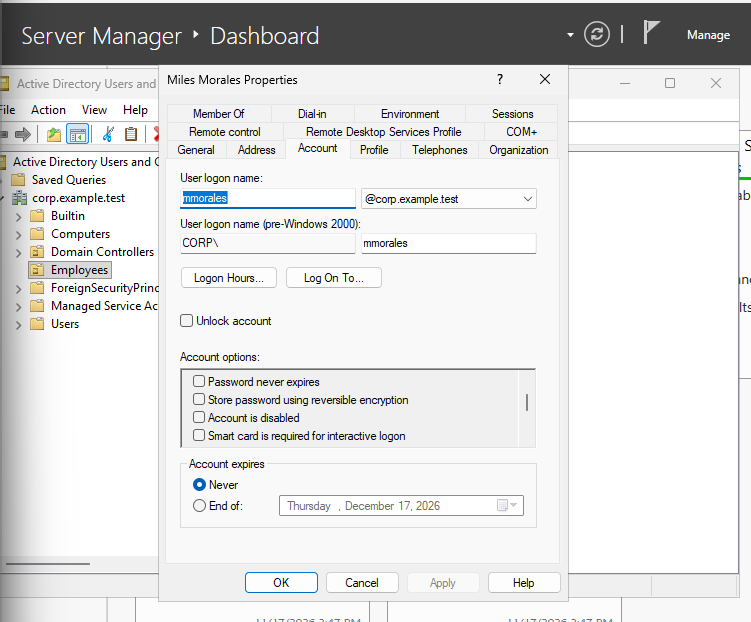 Server Manager ‣ Dashboard
Manage
Active Directory Users and
File Action View Help
Active Directory Users and C
Saved Queries
corp.example.test
Builtin
Computers
Domain Controllers
Employees
ForeignSecurityPrinc
Managed Service Ac
Users
Miles Morales Properties
?
Member Of Dial-in Environment Sessions
Remote control Remote Desktop Services Profile COM+
General Address Account Profile Telephones Organization
User logon name:
mmorales @corp.example.test
User logon name (pre-Windows 2000):
CORP\ mmorales
Logon Hours... Log On To...
Unlock account
Account options:
Password never expires
Store password using reversible encryption
Account is disabled
Smart card is required for interactive logon
Account expires
Never
End of: Thursday , December 17, 2026
OK Cancel Apply Help